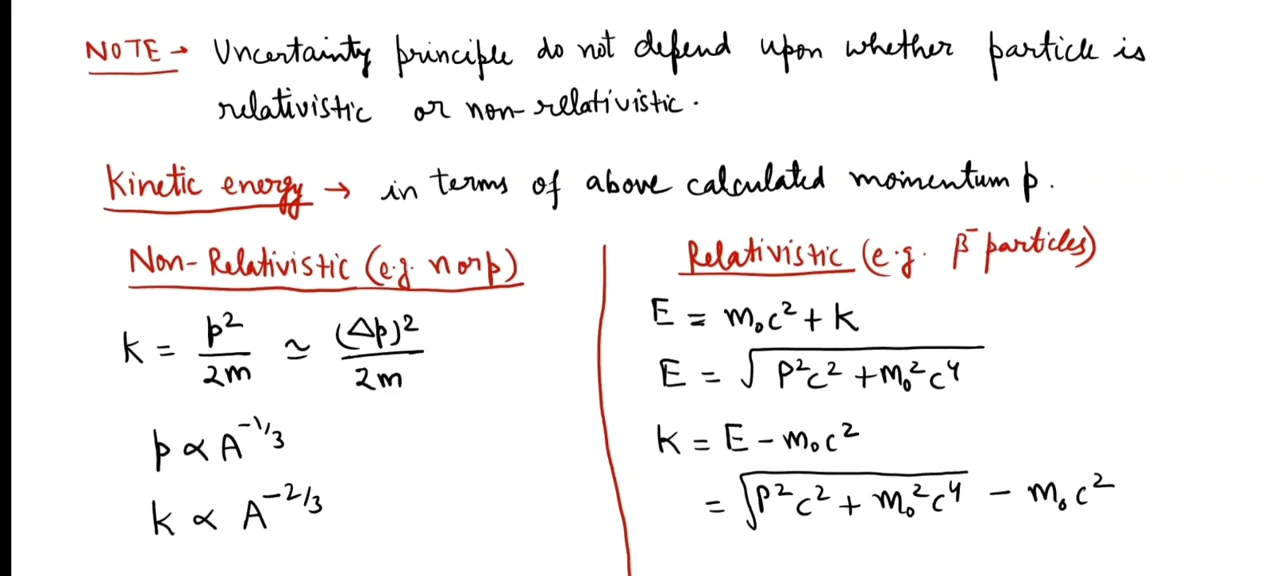 NOTE → Uncertainty principle do not depend upon whether particle is
relativistic or non-relativistic.
Kinetic energy → in terms of above calculated momentum p.
Non-Relativistic (e.g. n or p)
k = p²/2m ≃ (Δp)²/2m
p ∝ A^-1/3
k ∝ A^-2/3
Relativistic (e.g. β⁻ particles)
E = m₀c² + k
E = √(P²c² + m₀²c⁴)
k = E - m₀c²
= √(P²c² + m₀²c⁴) - m₀c²